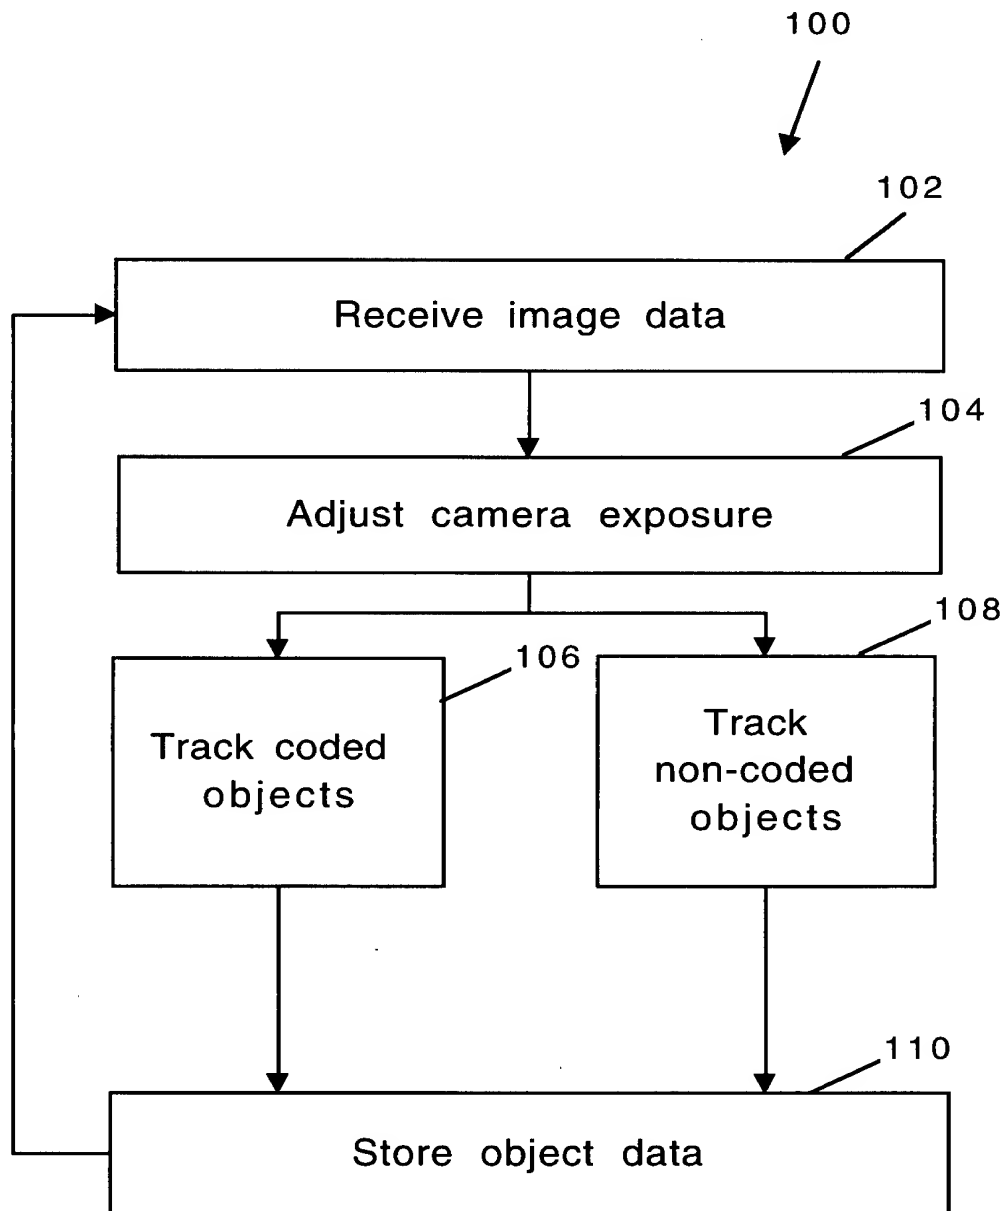 100
102
Receive image data
104
Adjust camera exposure
108
106
Track coded
objects
Track
non-coded
objects
110
Store object data